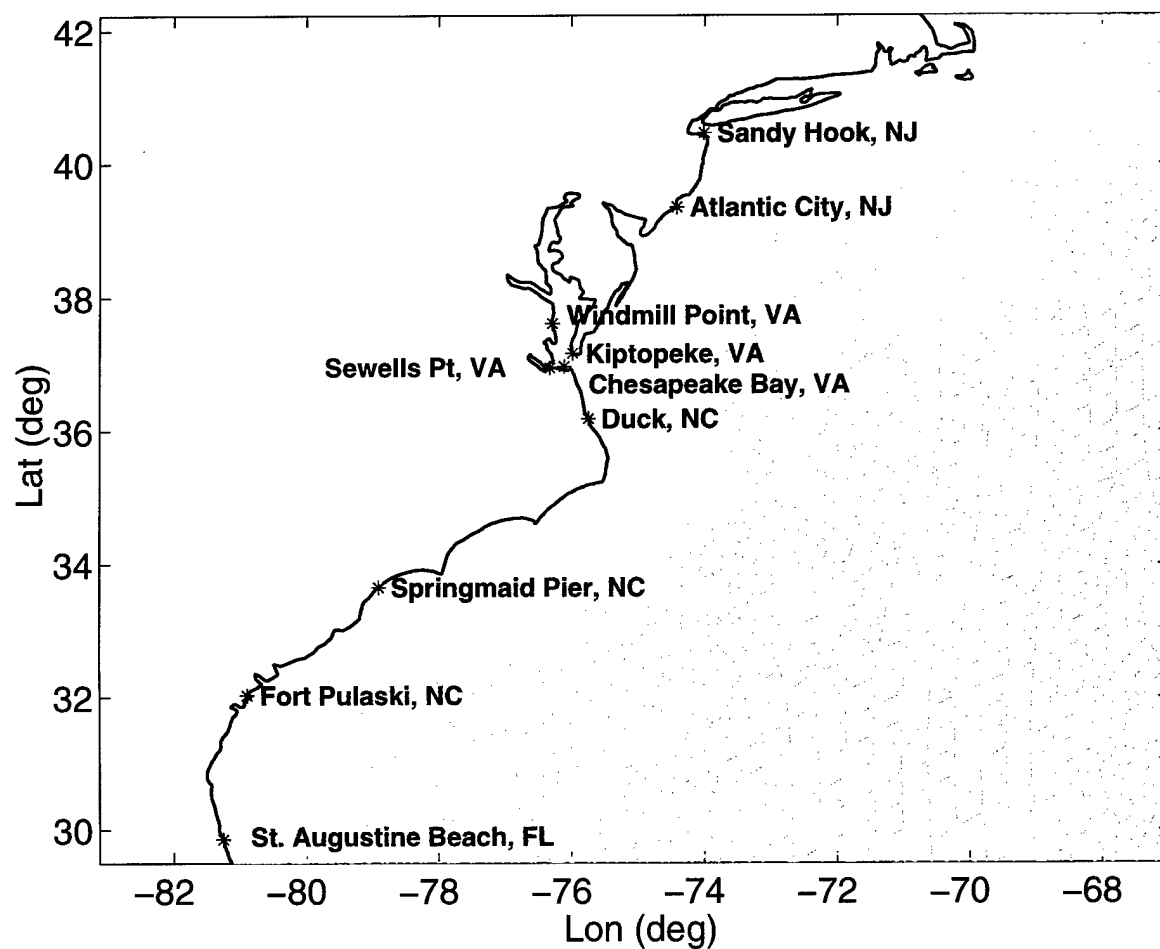 42
40
38
36
34
32
30
Lat (deg)
Sandy Hook, NJ
Atlantic City, NJ
Windmill Point, VA
Kiptopeke, VA
Sewells Pt, VA
Chesapeake Bay, VA
Duck, NC
Springmaid Pier, NC
Fort Pulaski, NC
St. Augustine Beach, FL
−82 −80 −78 −76 −74 −72 −70 −68
Lon (deg)